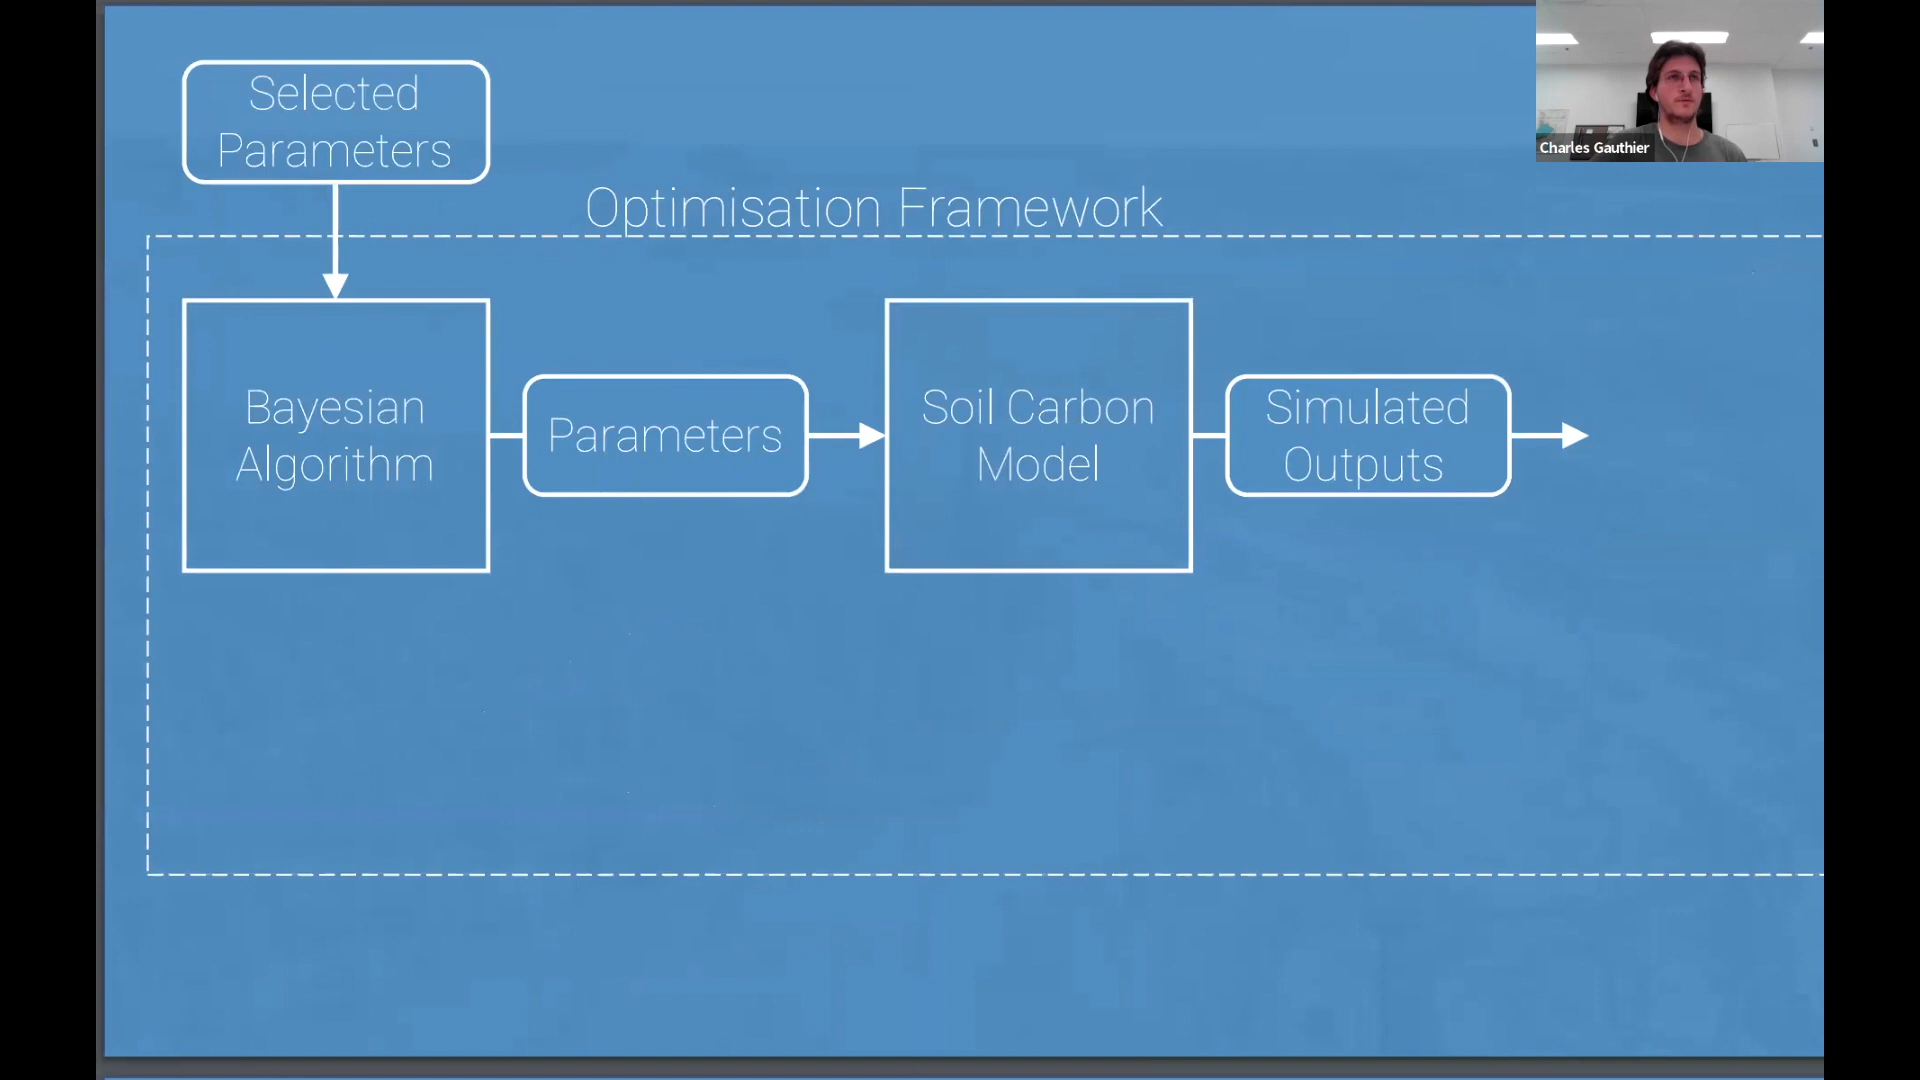 Selected
Parameters
Charles Gauthier
Optimisation Framework
Bayesian
Algorithm
Parameters
Soil Carbon
Model
Simulated
Outputs